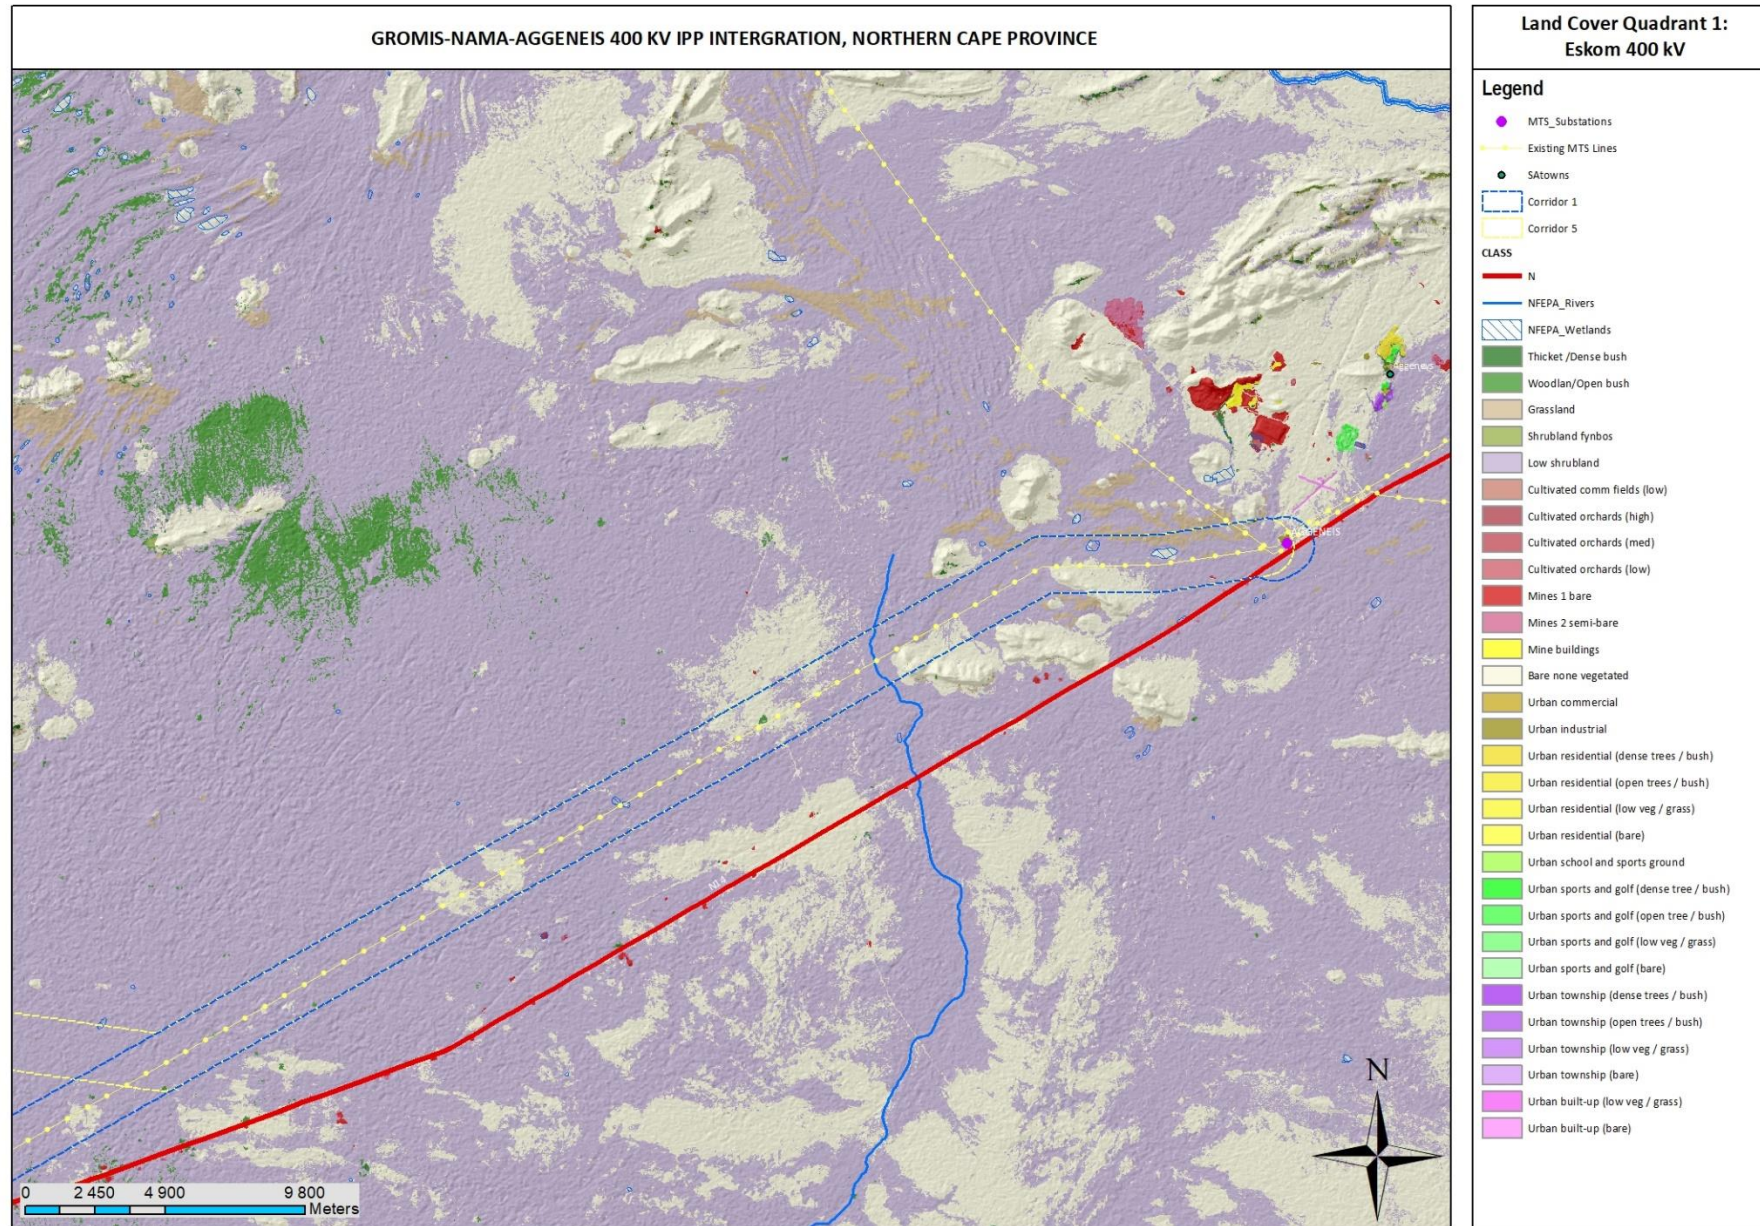 GROMIS-NAMA-AGGENEIS 400 KV IPP INTERGRATION, NORTHERN CAPE PROVINCE
Land Cover Quadrant 1:
Eskom 400 kV
Legend
MTS_Substations
Existing MTS Lines
SAtowns
Corridor 1
Corridor 5
CLASS
N
NFEPA_Rivers
NFEPA_Wetlands
Thicket /Dense bush
Woodlan/Open bush
Grassland
Shrubland fynbos
Low shrubland
Cultivated comm fields (low)
Cultivated orchards (high)
Cultivated orchards (med)
Cultivated orchards (low)
Mines 1 bare
Mines 2 semi-bare
Mine buildings
Bare none vegetated
Urban commercial
Urban industrial
Urban residential (dense trees / bush)
Urban residential (open trees / bush)
Urban residential (low veg / grass)
Urban residential (bare)
Urban school and sports ground
Urban sports and golf (dense tree / bush)
Urban sports and golf (open tree / bush)
Urban sports and golf (low veg / grass)
Urban sports and golf (bare)
Urban township (dense trees / bush)
Urban township (open trees / bush)
Urban township (low veg / grass)
Urban township (bare)
Urban built-up (low veg / grass)
Urban built-up (bare)
Aggeneis
AGGENEIS
N14
N
0 2 450 4 900 9 800
Meters